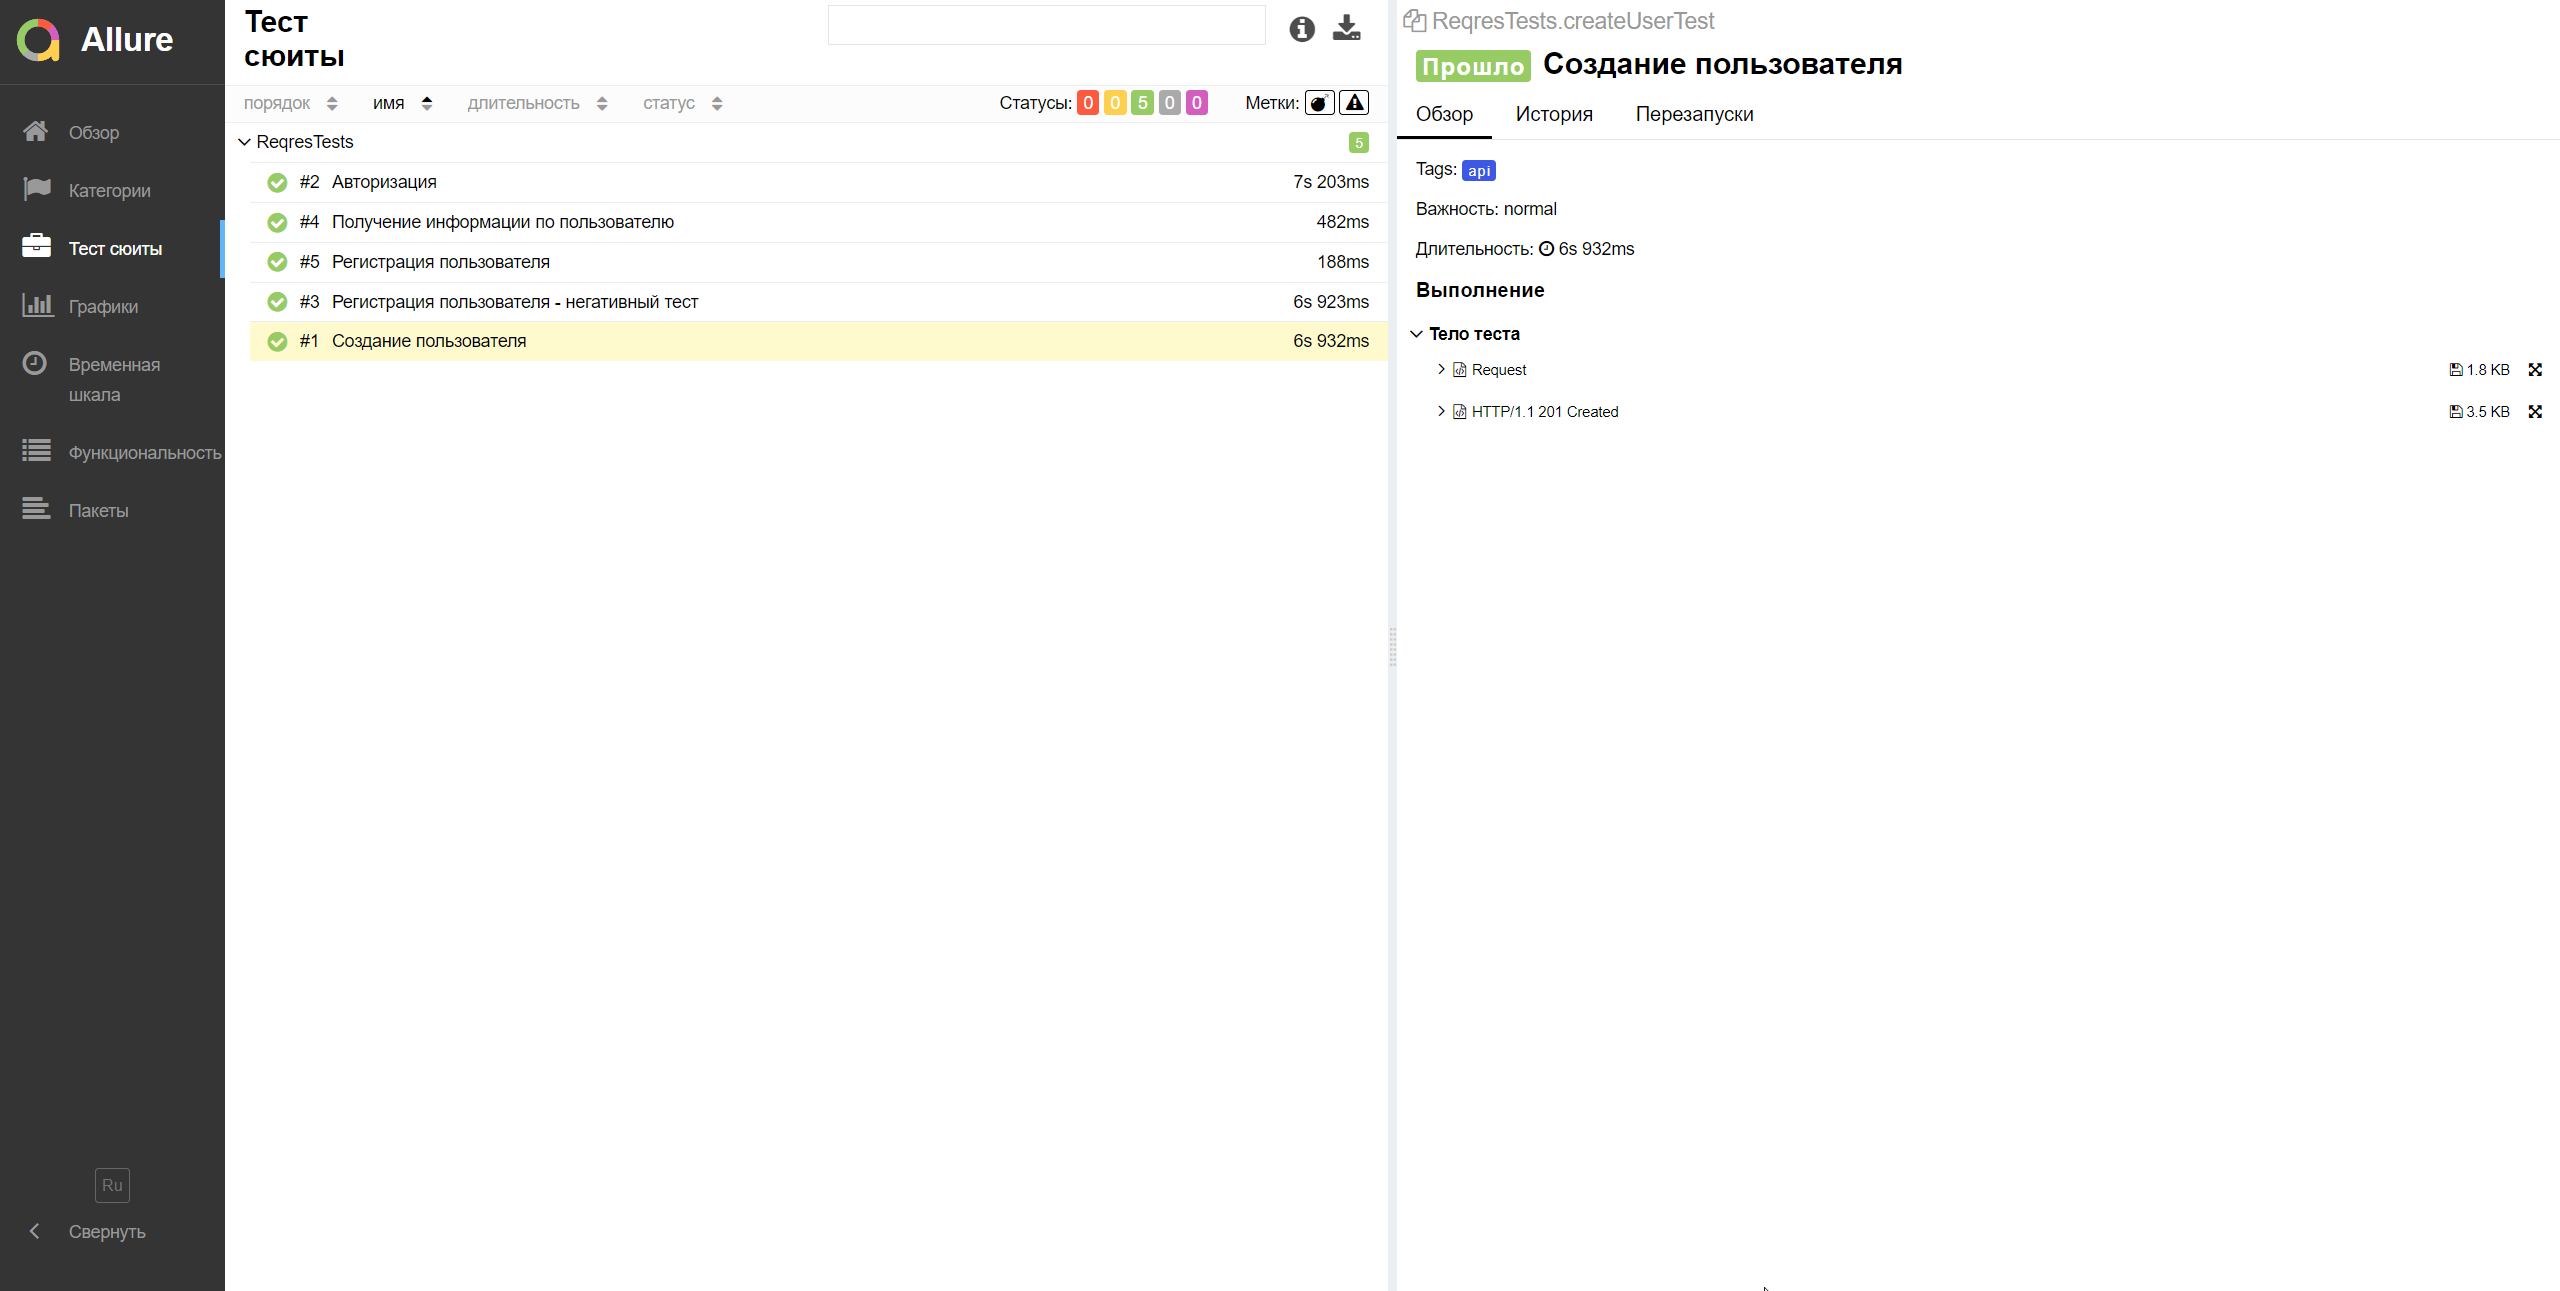 Allure
Обзор
Категории
Тест сюиты
Графики
Временная
шкала
Функциональность
Пакеты
Ru
Свернуть
Тест
сюиты
порядок имя длительность статус Статусы: 0 0 5 0 0 Метки:
ReqresTests 5
#2 Авторизация 7s 203ms
#4 Получение информации по пользователю 482ms
#5 Регистрация пользователя 188ms
#3 Регистрация пользователя - негативный тест 6s 923ms
#1 Создание пользователя 6s 932ms
ReqresTests.createUserTest
Прошло Создание пользователя
Обзор История Перезапуски
Tags: api
Важность: normal
Длительность: 6s 932ms
Выполнение
Тело теста
Request 1.8 KB
HTTP/1.1 201 Created 3.5 KB